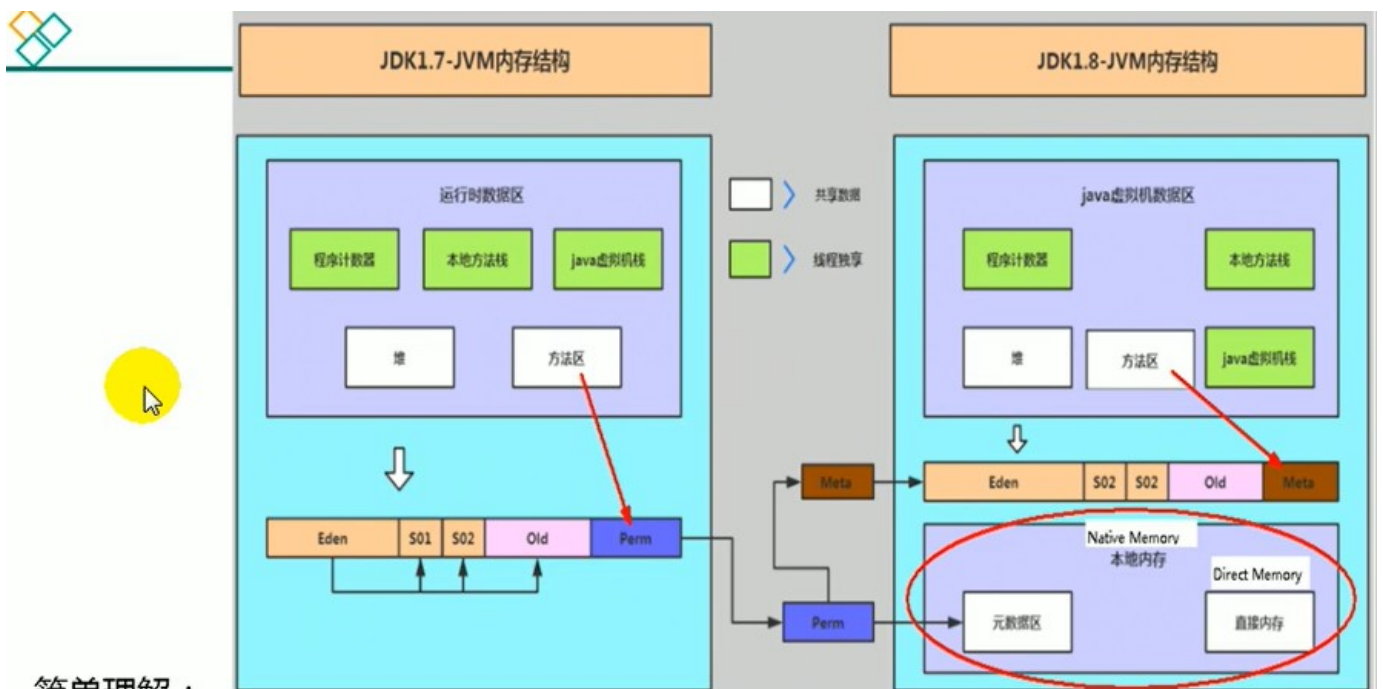 JDK1.7-JVM内存结构
JDK1.8-JVM内存结构
运行时数据区
程序计数器
本地方法栈
java虚拟机栈
堆
方法区
Eden
S01
S02
Old
Perm
共享数据
线程独享
Meta
Perm
java虚拟机数据区
程序计数器
本地方法栈
堆
方法区
java虚拟机栈
Eden
S02
S02
Old
Meta
Native Memory
本地内存
Direct Memory
元数据区
直接内存
简单理解：